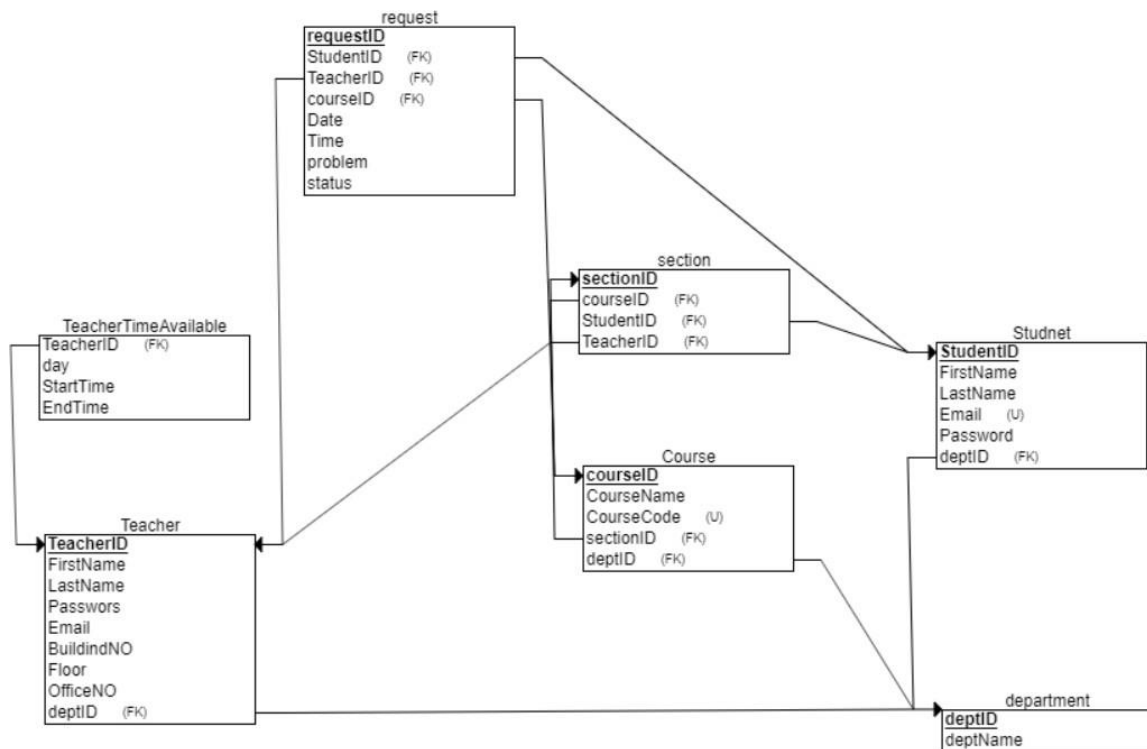 request
requestID
StudentID (FK)
TeacherID (FK)
courseID (FK)
Date
Time
problem
status
section
sectionID
courseID (FK)
StudentID (FK)
TeacherID (FK)
TeacherTimeAvailable
TeacherID (FK)
day
StartTime
EndTime
Studnet
StudentID
FirstName
LastName
Email (U)
Password
deptID (FK)
Course
courseID
CourseName
CourseCode (U)
sectionID (FK)
deptID (FK)
Teacher
TeacherID
FirstName
LastName
Passwors
Email
BuildindNO
Floor
OfficeNO
deptID (FK)
department
deptID
deptName